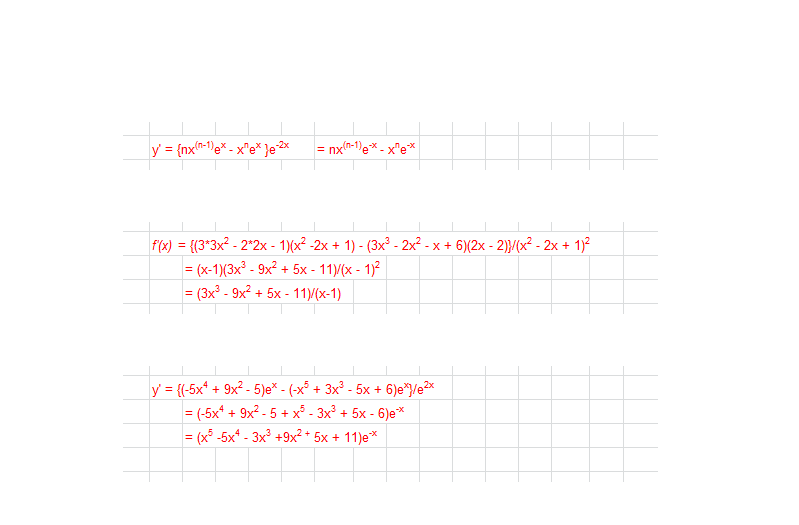 y' = {nx^(n-1)e^x - x^ne^x }e^-2x = nx^(n-1)e^-x - x^ne^-x
f'(x) = {(3*3x^2 - 2*2x - 1)(x^2 -2x + 1) - (3x^3 - 2x^2 - x + 6)(2x - 2)}/(x^2 - 2x + 1)^2
= (x-1)(3x^3 - 9x^2 + 5x - 11)/(x - 1)^2
= (3x^3 - 9x^2 + 5x - 11)/(x-1)
y' = {(-5x^4 + 9x^2 - 5)e^x - (-x^5 + 3x^3 - 5x + 6)e^x}/e^2x
= (-5x^4 + 9x^2 - 5 + x^5 - 3x^3 + 5x - 6)e^-x
= (x^5 -5x^4 - 3x^3 +9x^2 + 5x + 11)e^-x